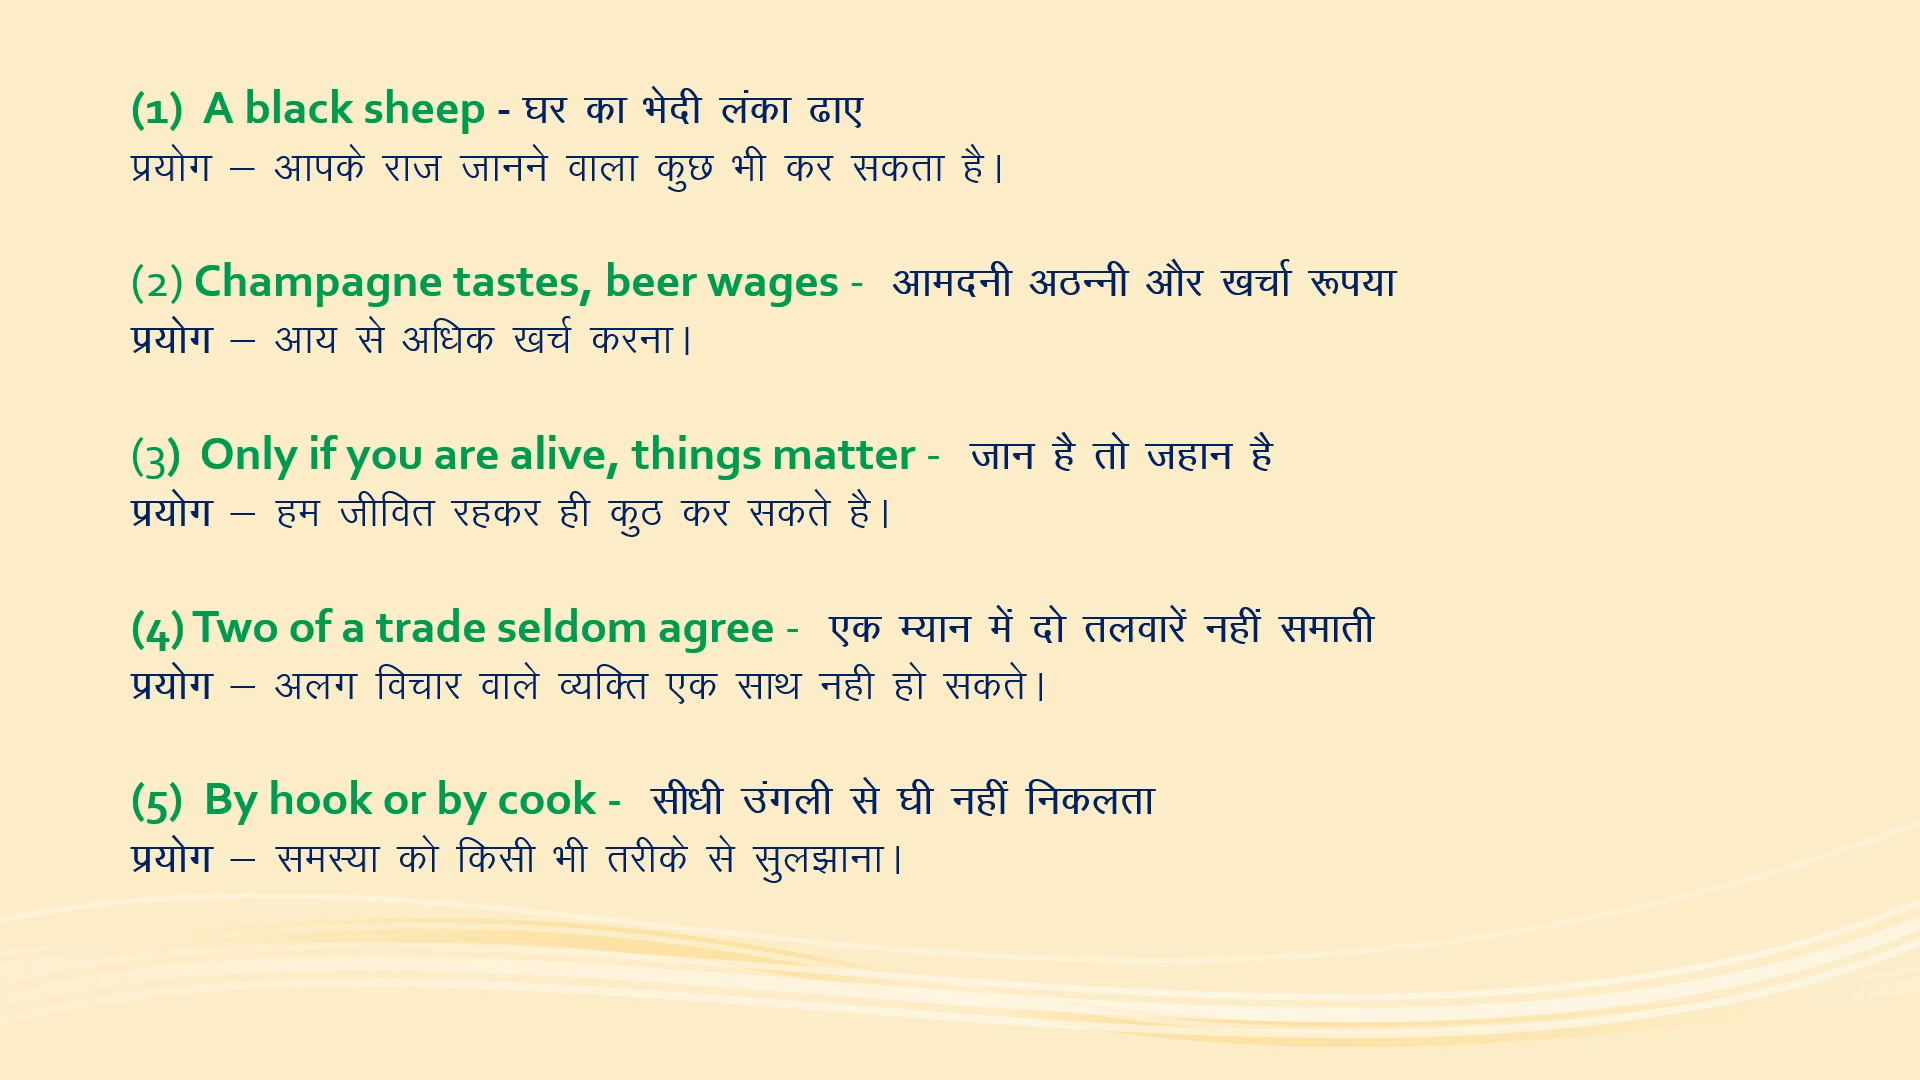 (1) A black sheep - घर का भेदी लंका ढाए
प्रयोग – आपके राज जानने वाला कुछ भी कर सकता है।
(2) Champagne tastes, beer wages - आमदनी अठन्नी और खर्चा रूपया
प्रयोग – आय से अधिक खर्च करना।
(3) Only if you are alive, things matter - जान है तो जहान है
प्रयोग – हम जीवित रहकर ही कुठ कर सकते है।
(4) Two of a trade seldom agree - एक म्यान में दो तलवारें नहीं समाती
प्रयोग – अलग विचार वाले व्यक्ति एक साथ नही हो सकते।
(5) By hook or by cook - सीधी उंगली से घी नहीं निकलता
प्रयोग – समस्या को किसी भी तरीके से सुलझाना।